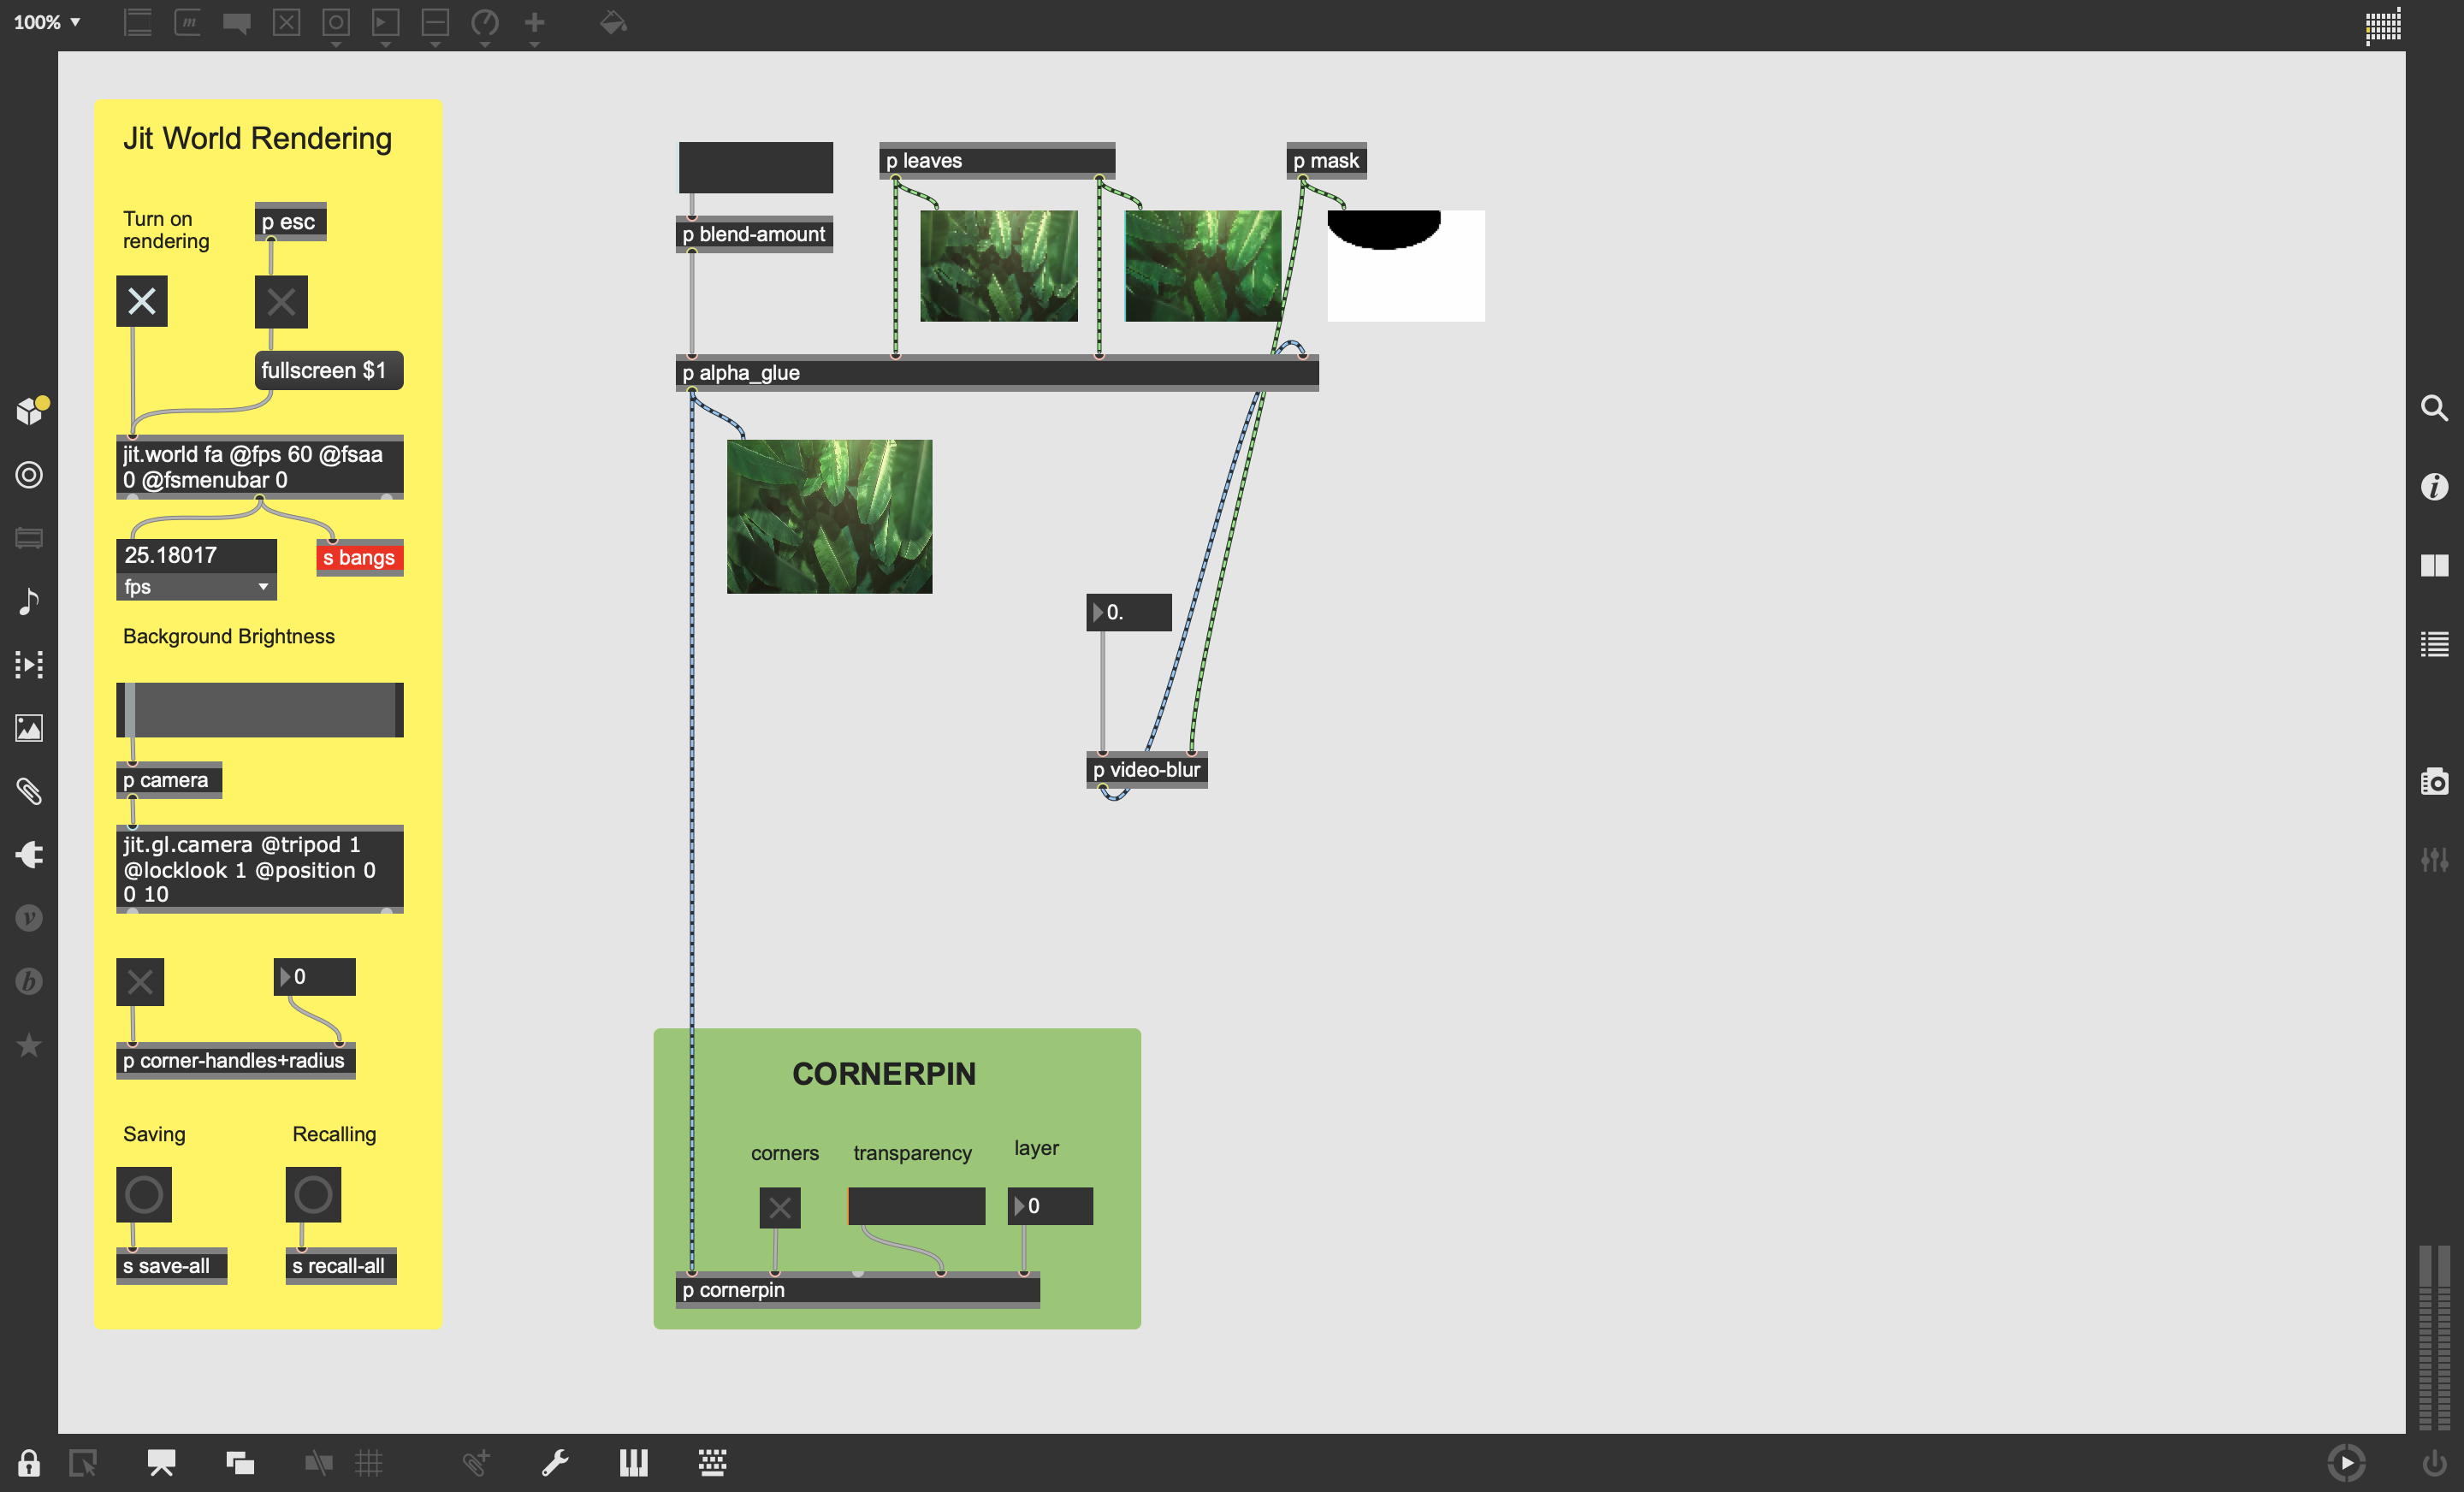 100%
Jit World Rendering
Turn on
rendering
p esc
fullscreen $1
jit.world fa @fps 60 @fsaa
0 @fsmenubar 0
25.18017
fps
s bangs
Background Brightness
p camera
jit.gl.camera @tripod 1
@locklook 1 @position 0
0 10
0
p corner-handles+radius
Saving
Recalling
s save-all
s recall-all
p blend-amount
p leaves
p mask
p alpha_glue
0.
p video-blur
CORNERPIN
corners
transparency
layer
0
p cornerpin